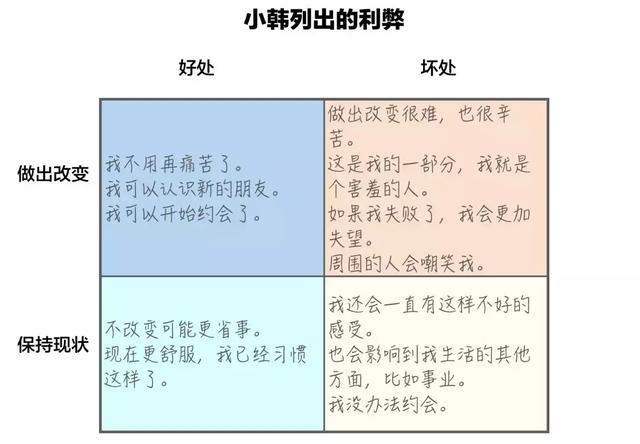 小韩列出的利弊
好处
坏处
做出改变
我不用再痛苦了。
我可以认识新的朋友。
我可以开始约会了。
做出改变很难，也很辛
苦。
这是我的一部分，我就是
个害羞的人。
如果我失败了，我会更加
失望。
周围的人会嘲笑我。
保持现状
不改变可能更省事。
现在更舒服，我已经习惯
这样了。
我还会一直有这样不好的
感受。
也会影响到我生活的其他
方面，比如事业。
我没办法约会。